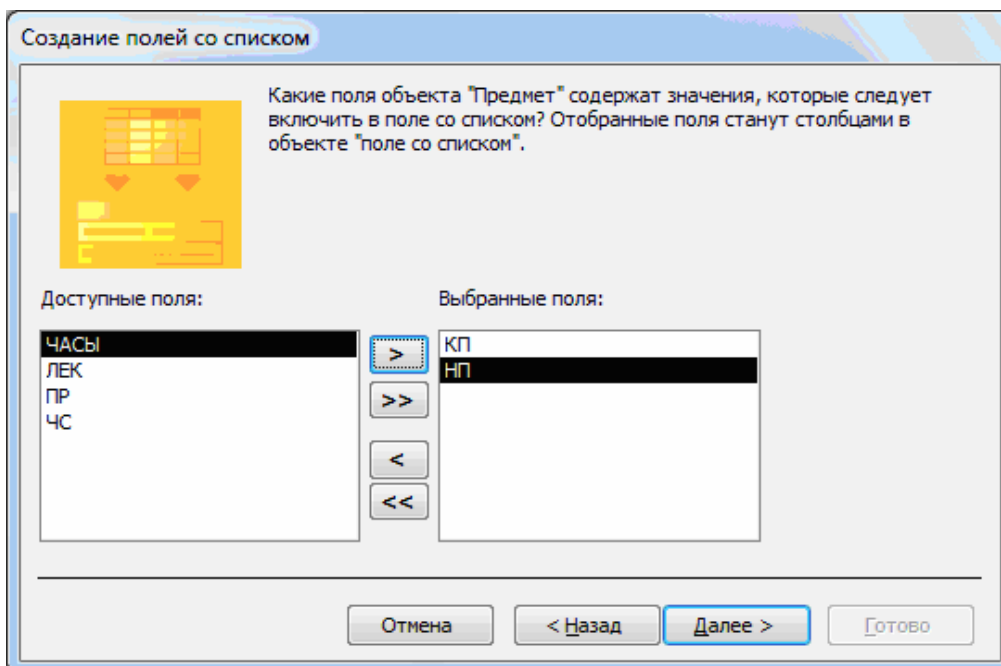 Создание полей со списком
Какие поля объекта "Предмет" содержат значения, которые следует
включить в поле со списком? Отобранные поля станут столбцами в
объекте "поле со списком".
Доступные поля:
Выбранные поля:
ЧАСЫ
ЛЕК
ПР
ЧС
>
>>
<
<<
КП
НП
Отмена
< Назад
Далее >
Готово